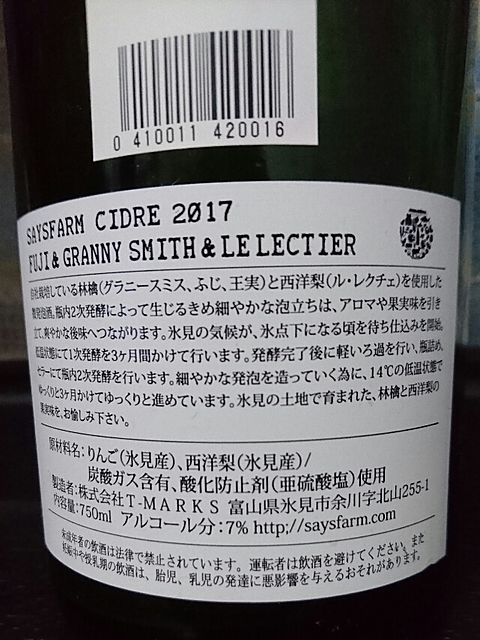 0 410011 420016
SAYSFARM CIDRE 2017
FUJI & GRANNY SMITH & LE LECTIER
自社栽培している林檎(グラニースミス、ふじ、王実)と西洋梨(ル・レクチェ)を使用した
微発泡酒。瓶内2次発酵によって生じるきめ細やかな泡立ちは、アロマや果実味を引き
立て、爽やかな後味へつながります。氷見の気候が、氷点下になる頃を待ち仕込みを開始。
低温状態にて1次発酵を3ヶ月間かけて行います。発酵完了後に軽いろ過を行い、瓶詰め。
セラーにて瓶内2次発酵を行います。細やかな発泡を造っていく為に、14℃の低温状態で
ゆっくりと3ヶ月かけてゆっくりと進めています。氷見の土地で育まれた、林檎と西洋梨の
果実味を、お愉しみ下さい。
原材料名:りんご(氷見産)、西洋梨(氷見産)/
炭酸ガス含有、酸化防止剤(亜硫酸塩)使用
製造者:株式会社T-MARKS 富山県氷見市余川字北山255-1
内容量:750ml アルコール分:7% http://saysfarm.com
未成年者の飲酒は法律で禁止されています。運転者は飲酒を避けてください。また
妊娠中や授乳期の飲酒は、胎児、乳児の発達に悪影響を与えるおそれがあります。